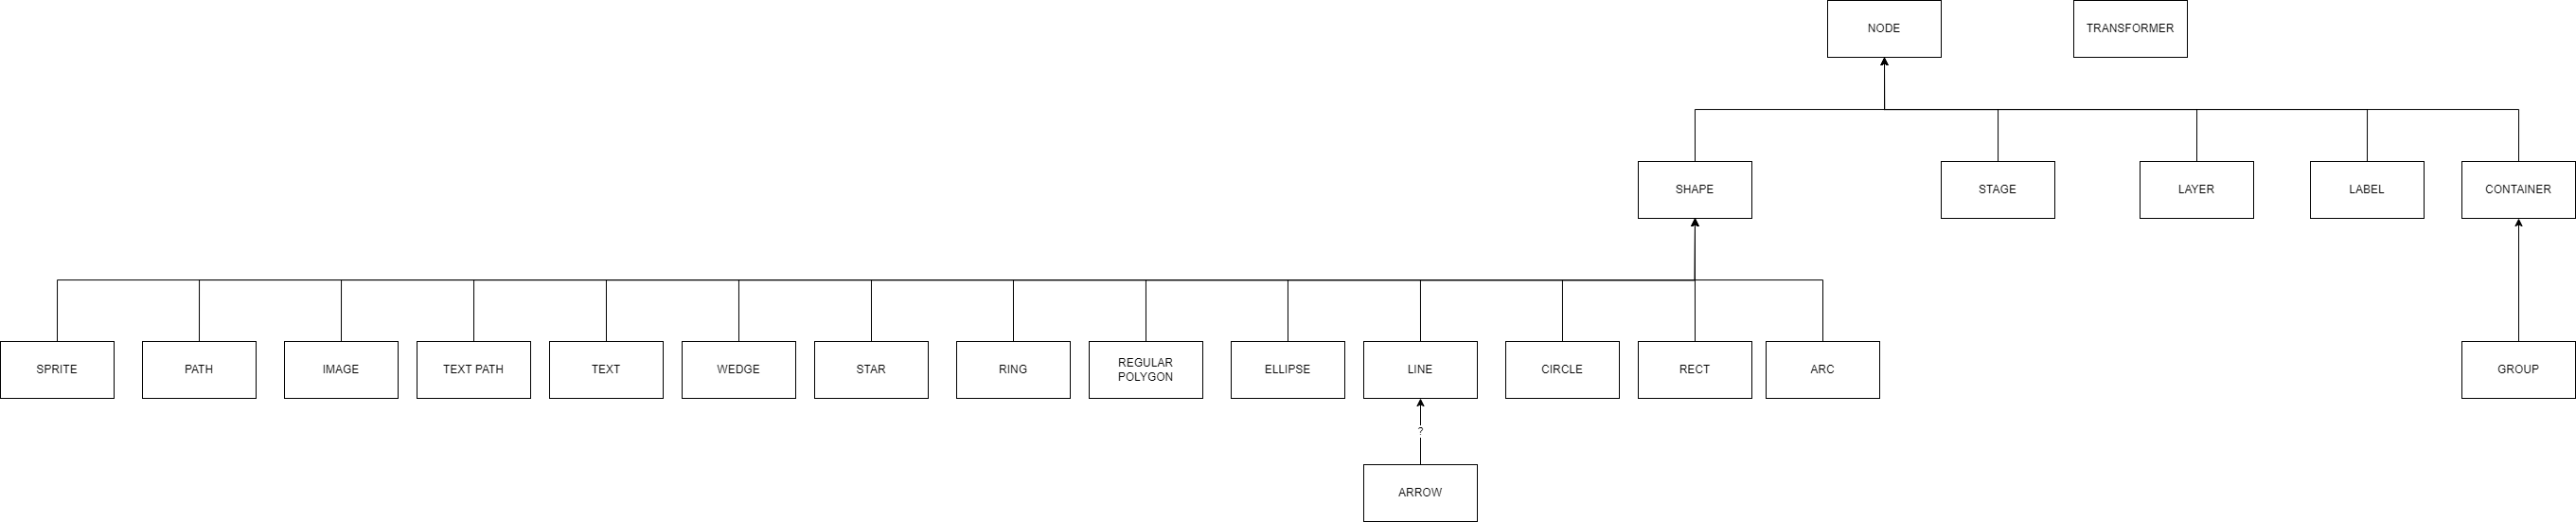 NODE
TRANSFORMER
SHAPE
STAGE
LAYER
LABEL
CONTAINER
SPRITE
PATH
IMAGE
TEXT PATH
TEXT
WEDGE
STAR
RING
REGULAR
POLYGON
ELLIPSE
LINE
CIRCLE
RECT
ARC
GROUP
?
ARROW